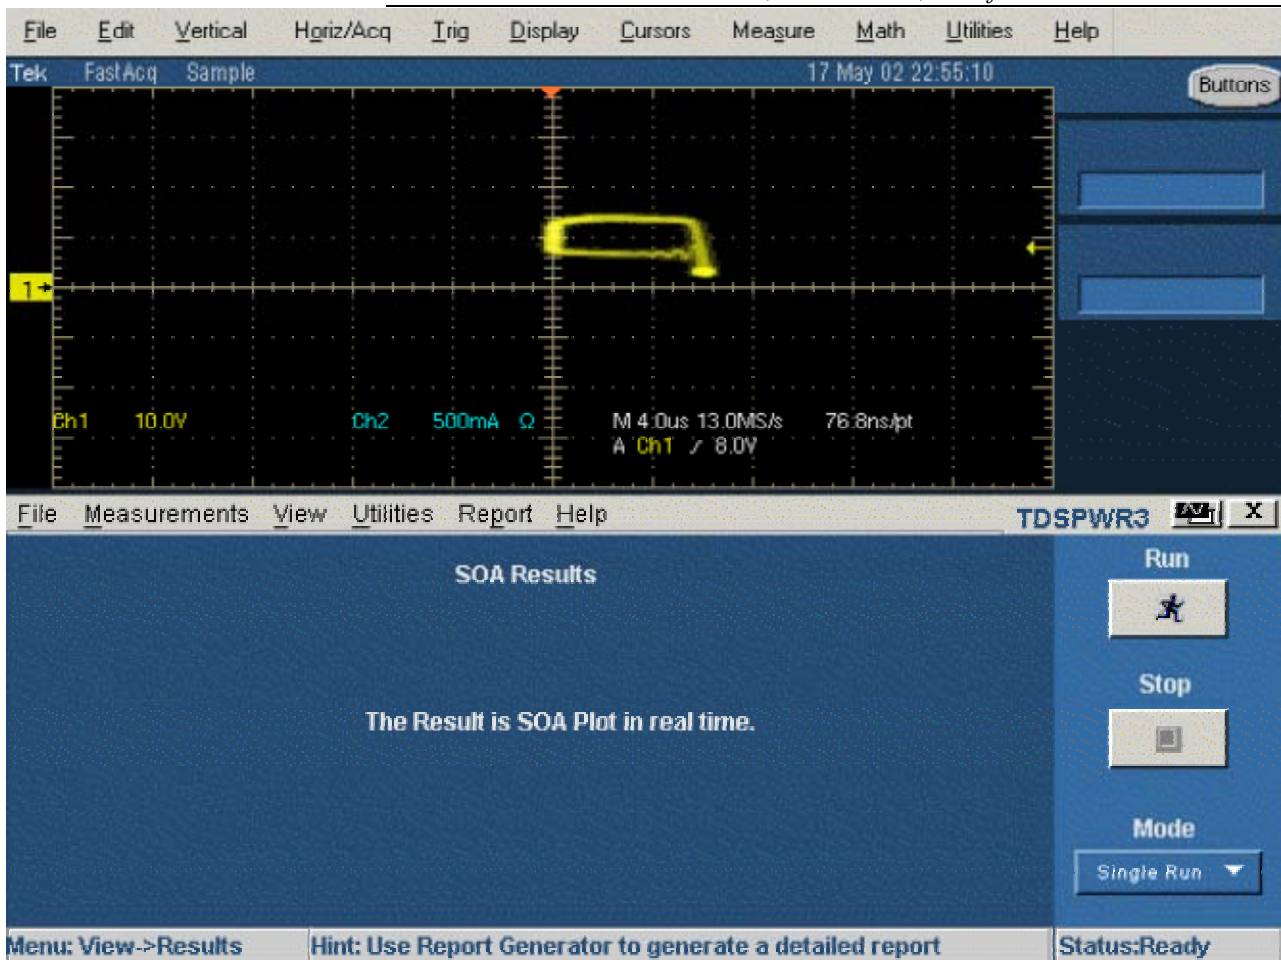 File Edit Vertical Horiz/Acq Trig Display Cursors Measure Math Utilities Help
Tek FastAcq Sample 17 May 02 22:55:10
Buttons
1
Ch1 10.0V Ch2 500mA Ω M 4.0us 13.0MS/s 76.8ns/pt
A Ch1 8.0V
File Measurements View Utilities Report Help TDSPWR3 X
SOA Results
Run
The Result is SOA Plot in real time.
Stop
Mode
Single Run
Menu: View->Results Hint: Use Report Generator to generate a detailed report Status:Ready